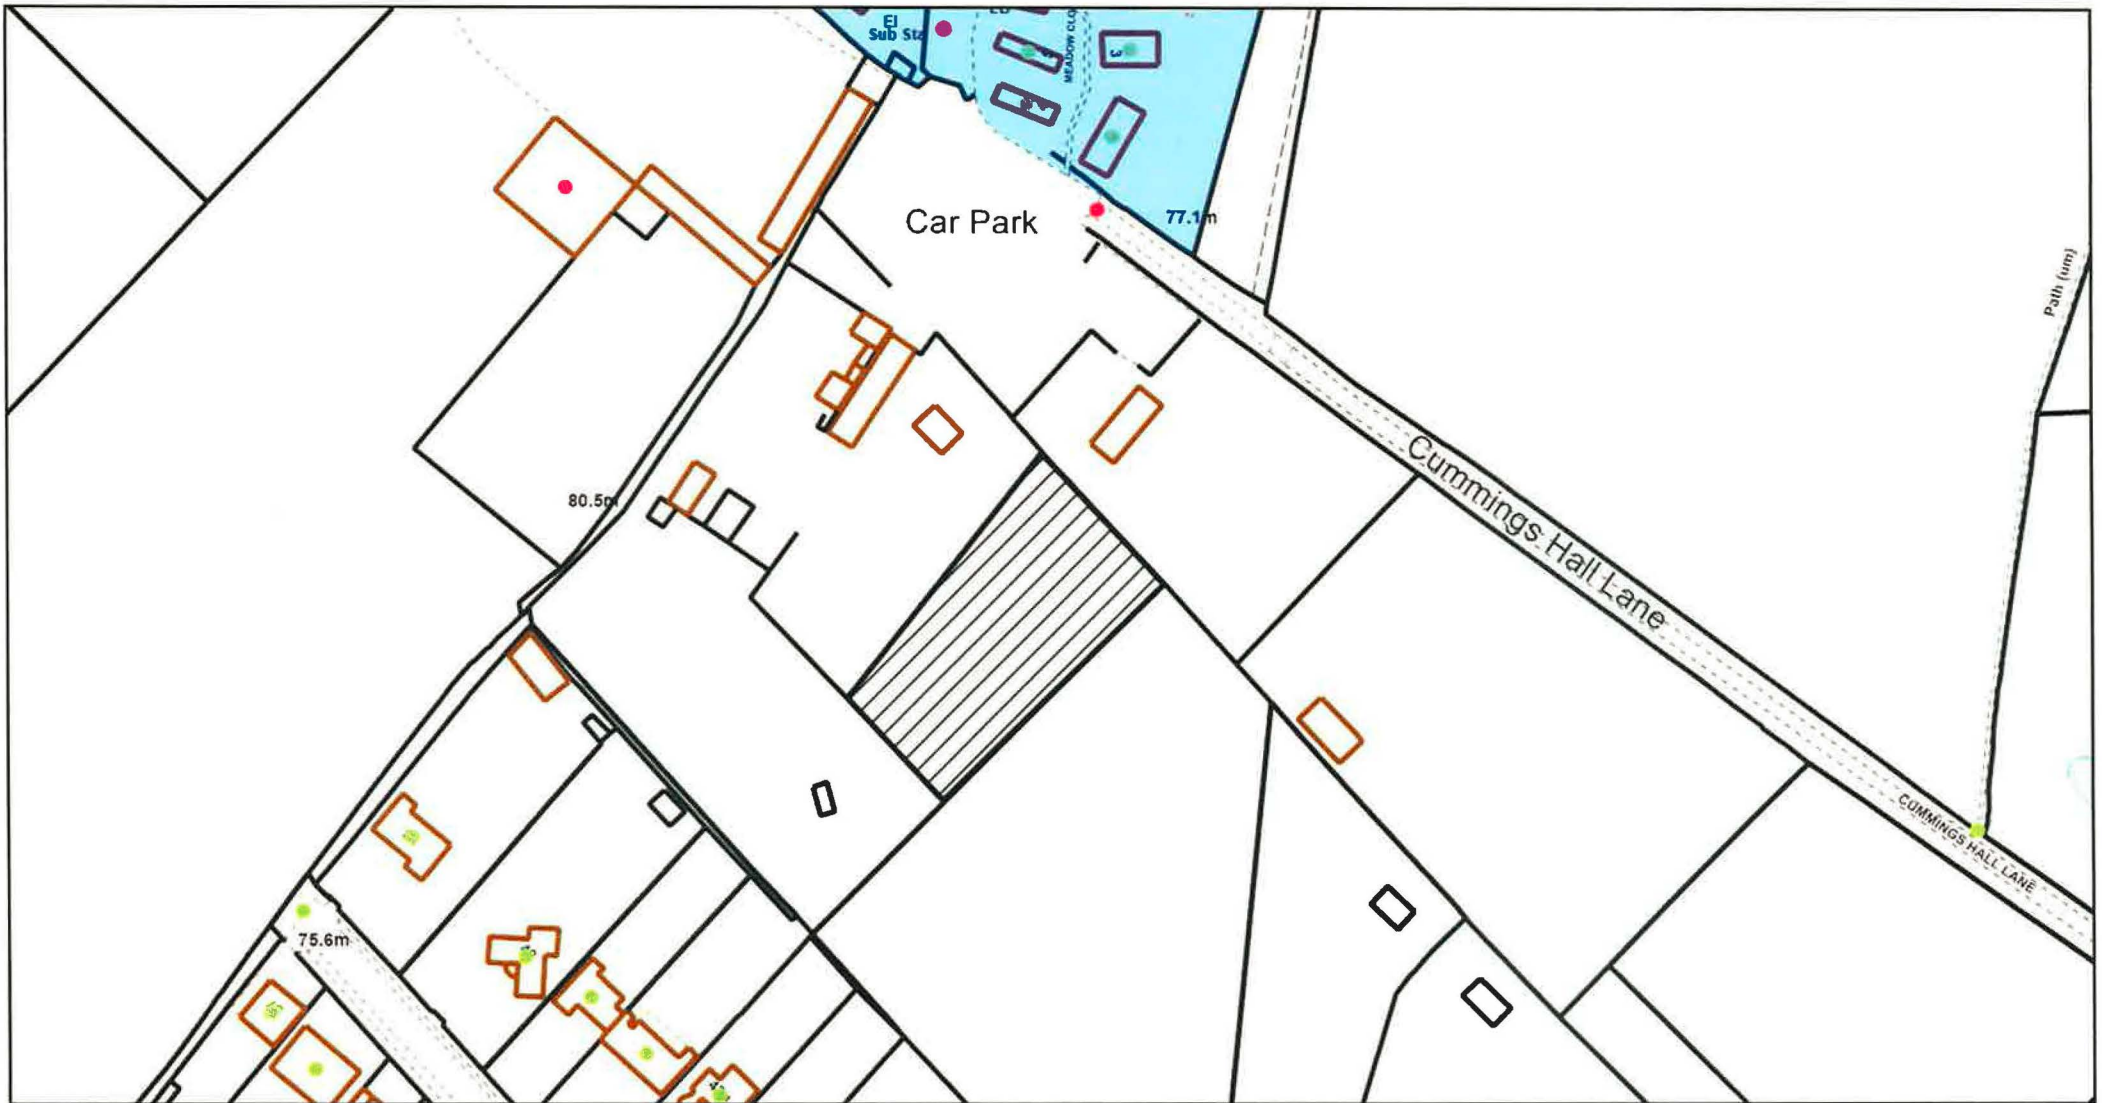 El
Sub Sta
MEADOW CLO
3
77.1m
Car Park
Path (um)
80.5m
Cummings Hall Lane
CUMMINGS HALL LANE
75.6m